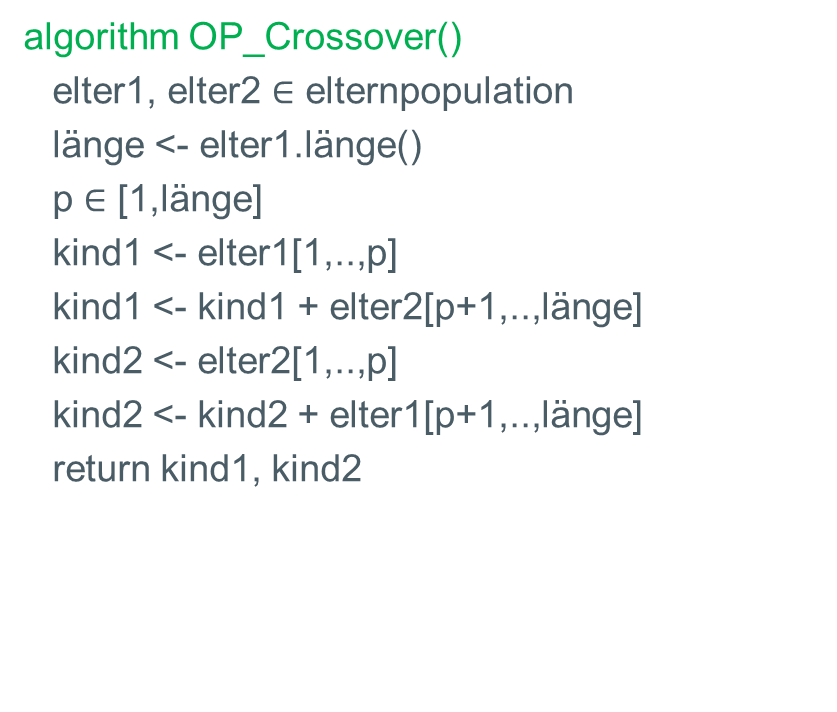 algorithm OP_Crossover()
elter1, elter2 ∈ elternpopulation
länge <- elter1.länge()
p ∈ [1,länge]
kind1 <- elter1[1,..,p]
kind1 <- kind1 + elter2[p+1,..,länge]
kind2 <- elter2[1,..,p]
kind2 <- kind2 + elter1[p+1,..,länge]
return kind1, kind2